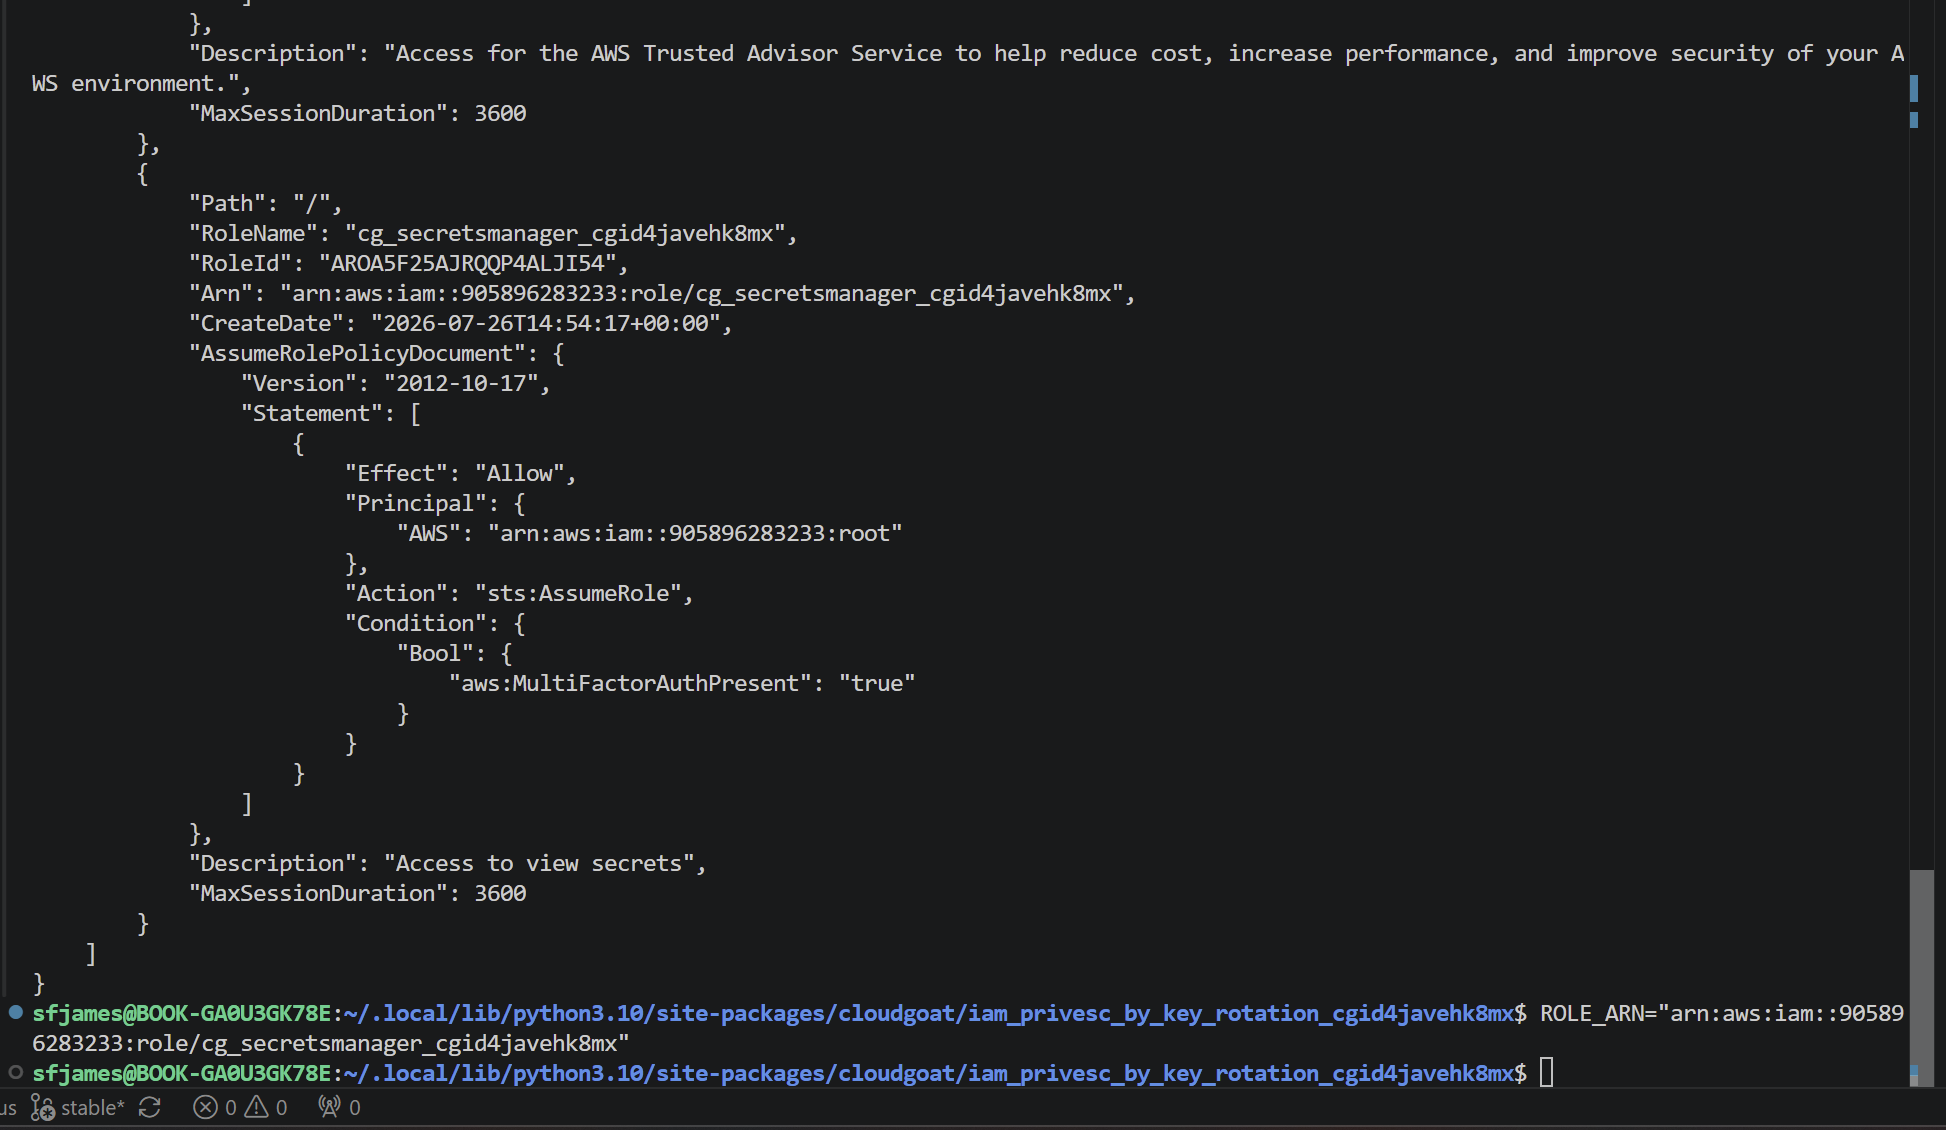 ]
},
"Description": "Access for the AWS Trusted Advisor Service to help reduce cost, increase performance, and improve security of your A
WS environment.",
"MaxSessionDuration": 3600
},
{
"Path": "/",
"RoleName": "cg_secretsmanager_cgid4javehk8mx",
"RoleId": "AROA5F25AJRQQP4ALJI54",
"Arn": "arn:aws:iam::905896283233:role/cg_secretsmanager_cgid4javehk8mx",
"CreateDate": "2026-07-26T14:54:17+00:00",
"AssumeRolePolicyDocument": {
"Version": "2012-10-17",
"Statement": [
{
"Effect": "Allow",
"Principal": {
"AWS": "arn:aws:iam::905896283233:root"
},
"Action": "sts:AssumeRole",
"Condition": {
"Bool": {
"aws:MultiFactorAuthPresent": "true"
}
}
}
]
},
"Description": "Access to view secrets",
"MaxSessionDuration": 3600
}
]
}
sfjames@BOOK-GA0U3GK78E:~/.local/lib/python3.10/site-packages/cloudgoat/iam_privesc_by_key_rotation_cgid4javehk8mx$ ROLE_ARN="arn:aws:iam::90589
6283233:role/cg_secretsmanager_cgid4javehk8mx"
sfjames@BOOK-GA0U3GK78E:~/.local/lib/python3.10/site-packages/cloudgoat/iam_privesc_by_key_rotation_cgid4javehk8mx$
us stable* 0 0 0